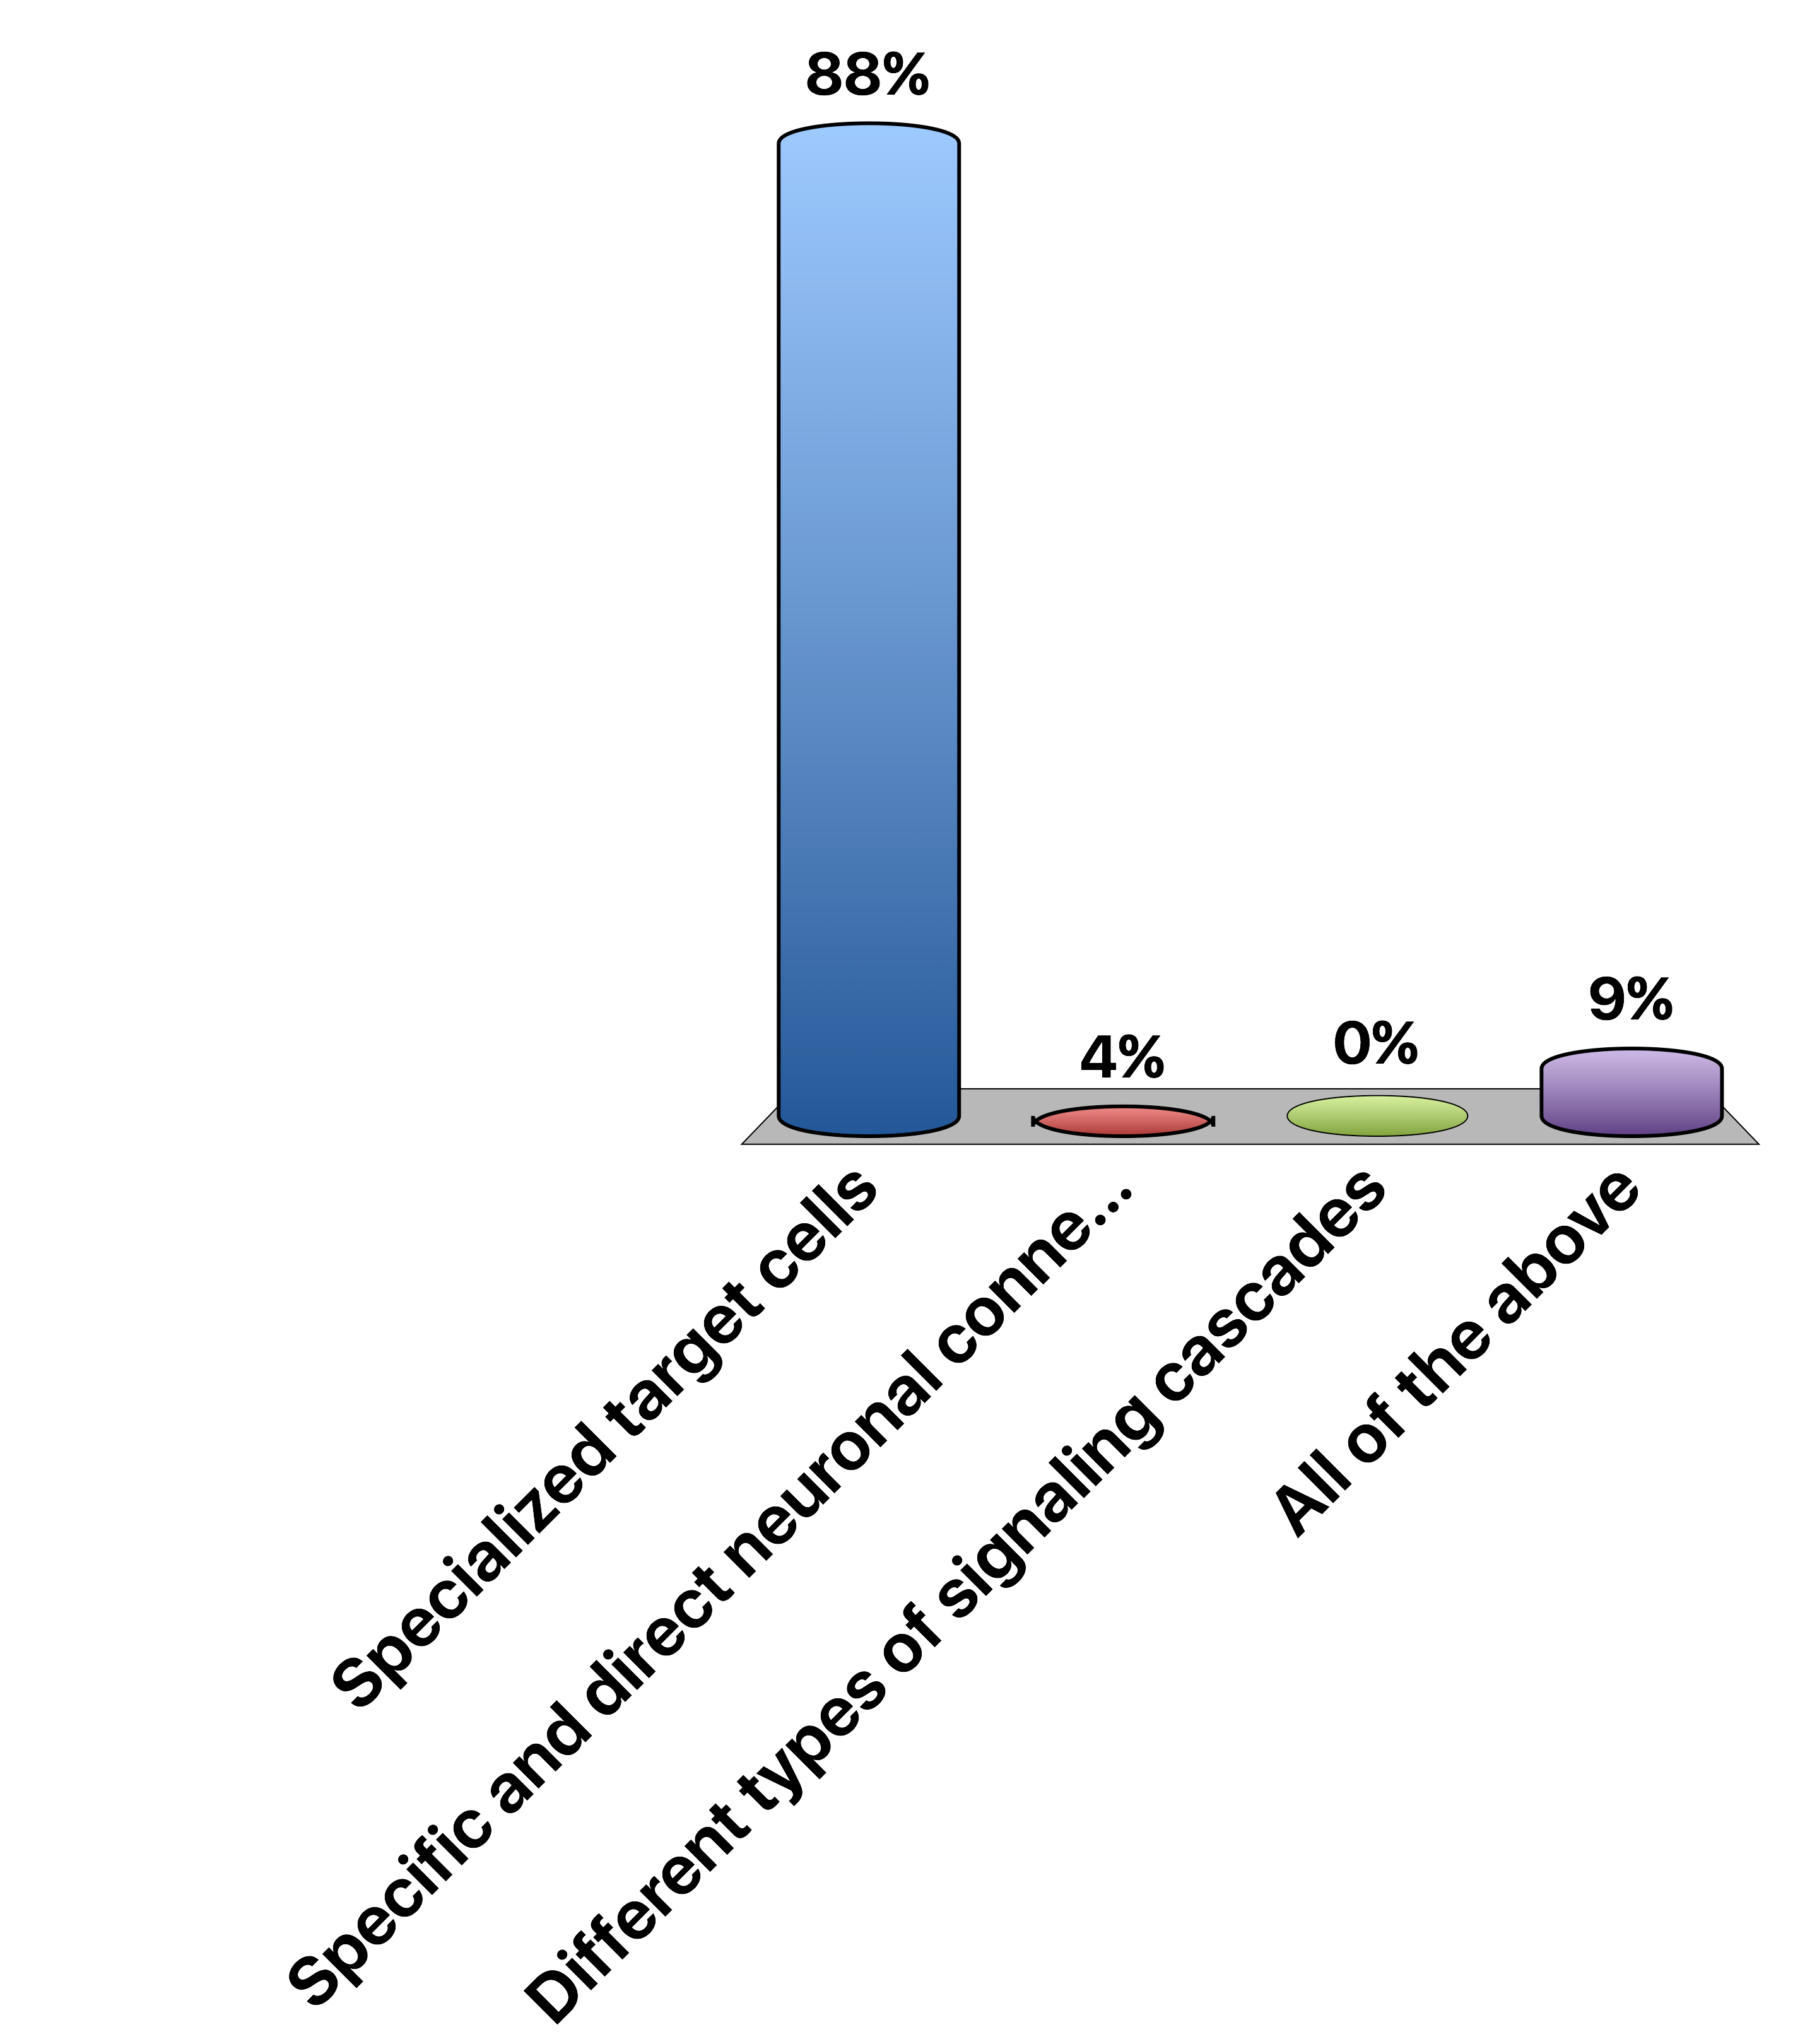 88%
4%
0%
9%
Specialized target cells
Specific and direct neuronal conne...
Different types of signaling cascades
All of the above